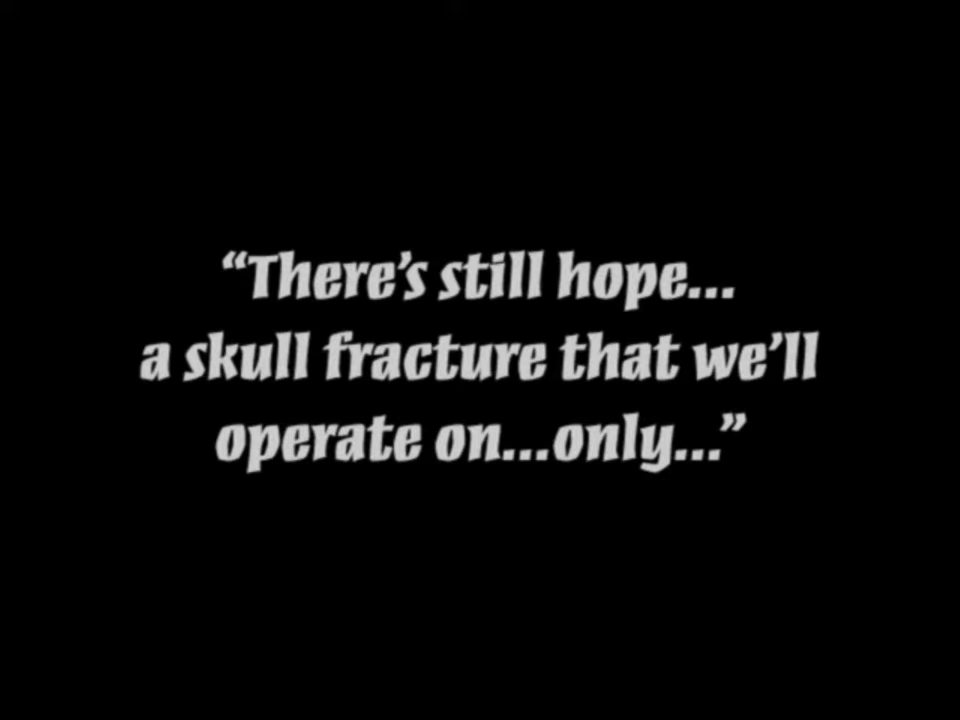 “There’s still hope...
a skull fracture that we’ll
operate on...only...”